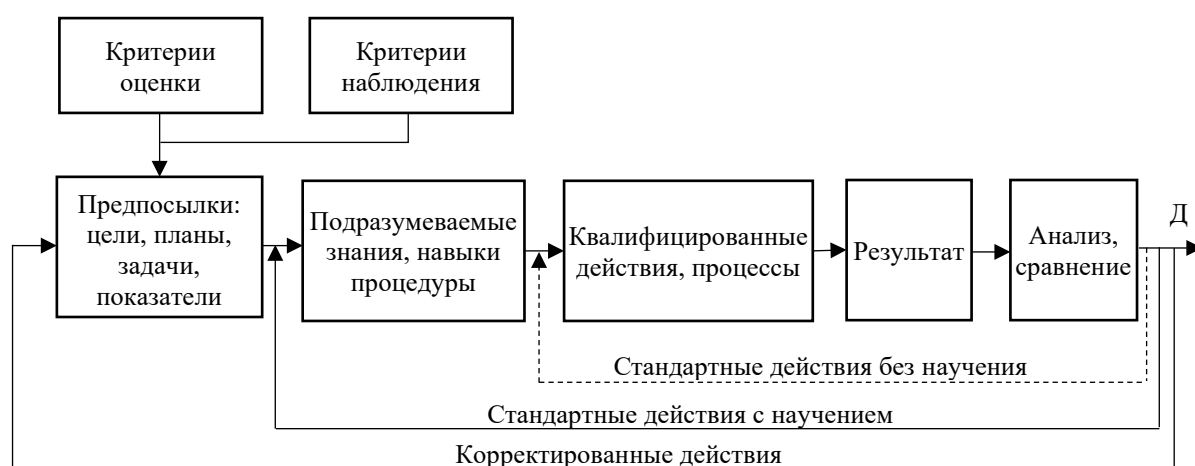 Критерии
оценки
Критерии
наблюдения
Предпосылки:
цели, планы,
задачи,
показатели
Подразумеваемые
знания, навыки
процедуры
Квалифицированные
действия, процессы
Результат
Анализ,
сравнение
Д
Стандартные действия без научения
Стандартные действия с научением
Корректированные действия